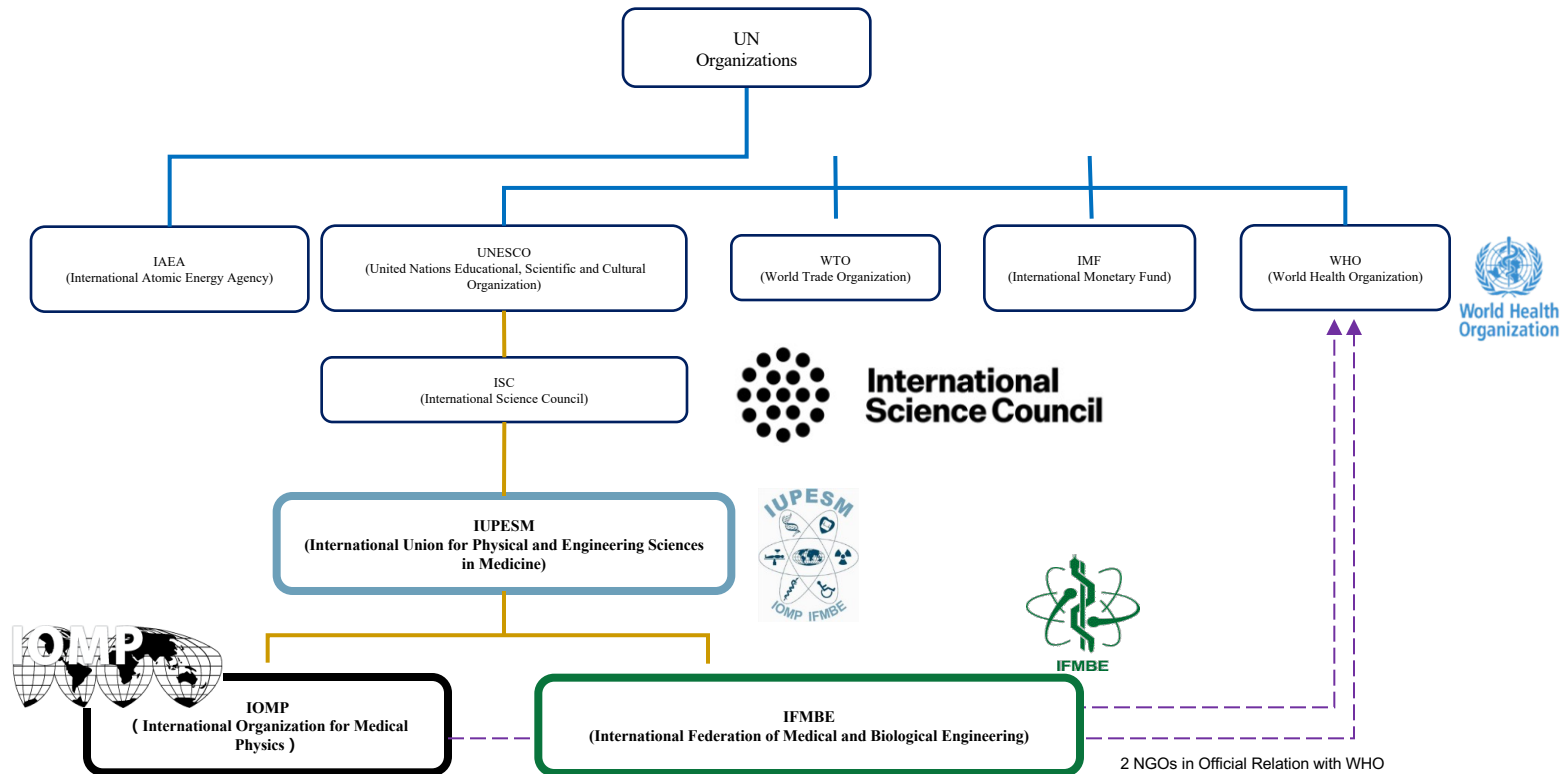 UN
Organizations
IAEA
(International Atomic Energy Agency)
UNESCO
(United Nations Educational, Scientific and Cultural
Organization)
WTO
(World Trade Organization)
IMF
(International Monetary Fund)
WHO
(World Health Organization)
World Health
Organization
ISC
(International Science Council)
International
Science Council
IUPESM
(International Union for Physical and Engineering Sciences
in Medicine)
IUPESM
IOMP IFMBE
IFMBE
IOMP
IOMP
( International Organization for Medical
Physics )
IFMBE
(International Federation of Medical and Biological Engineering)
2 NGOs in Official Relation with WHO